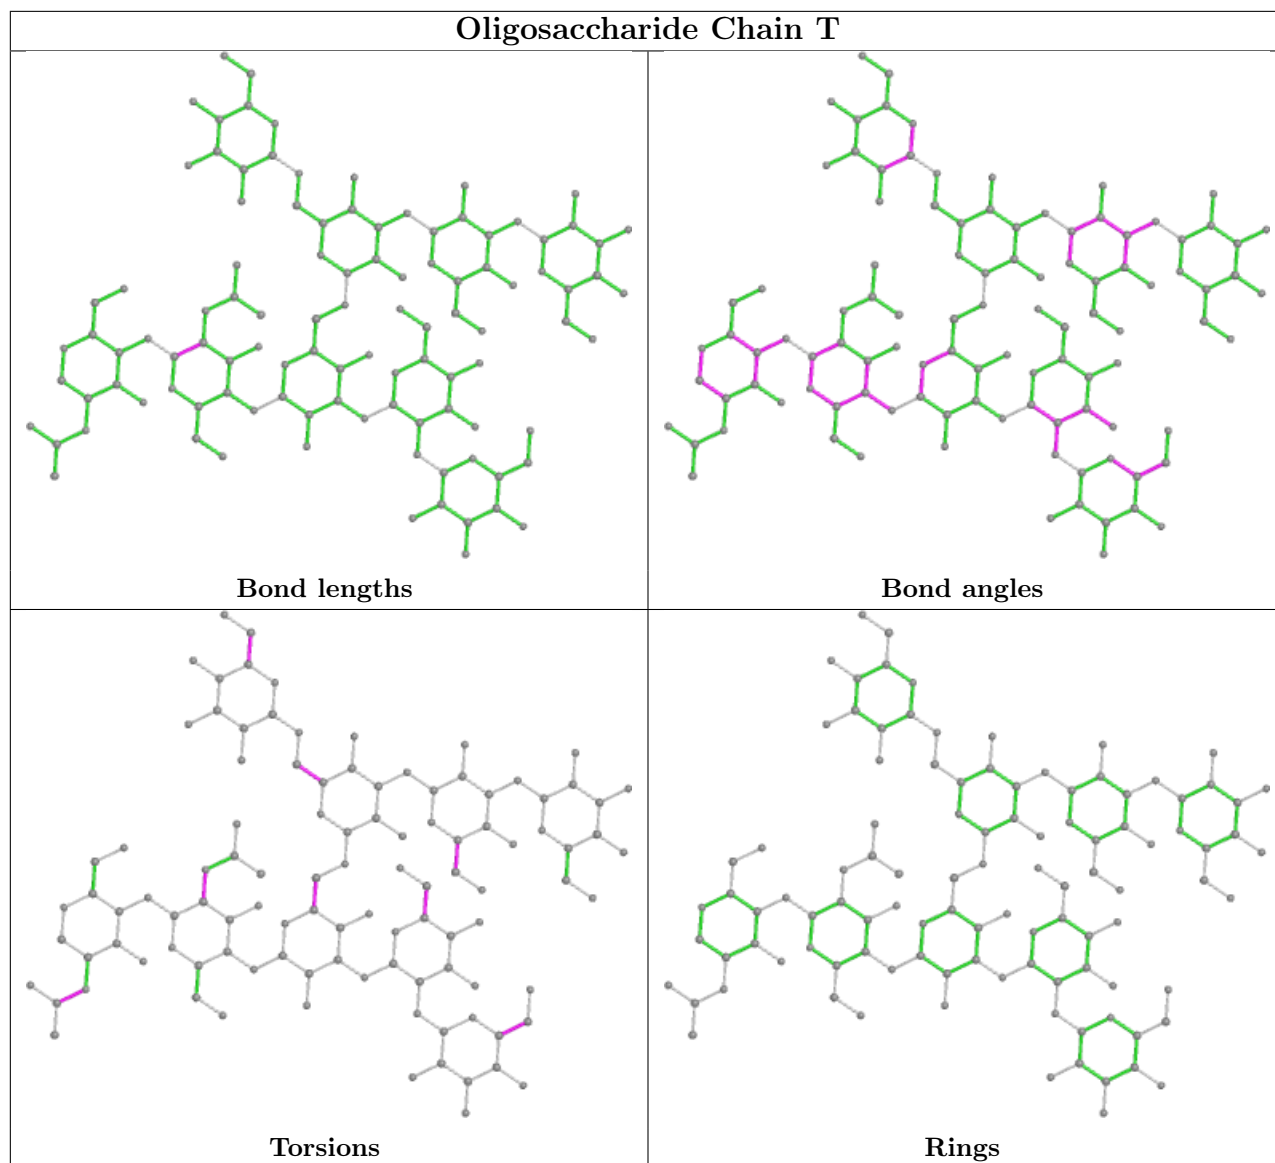 Oligosaccharide Chain T
Bond lengths
Bond angles
Torsions
Rings